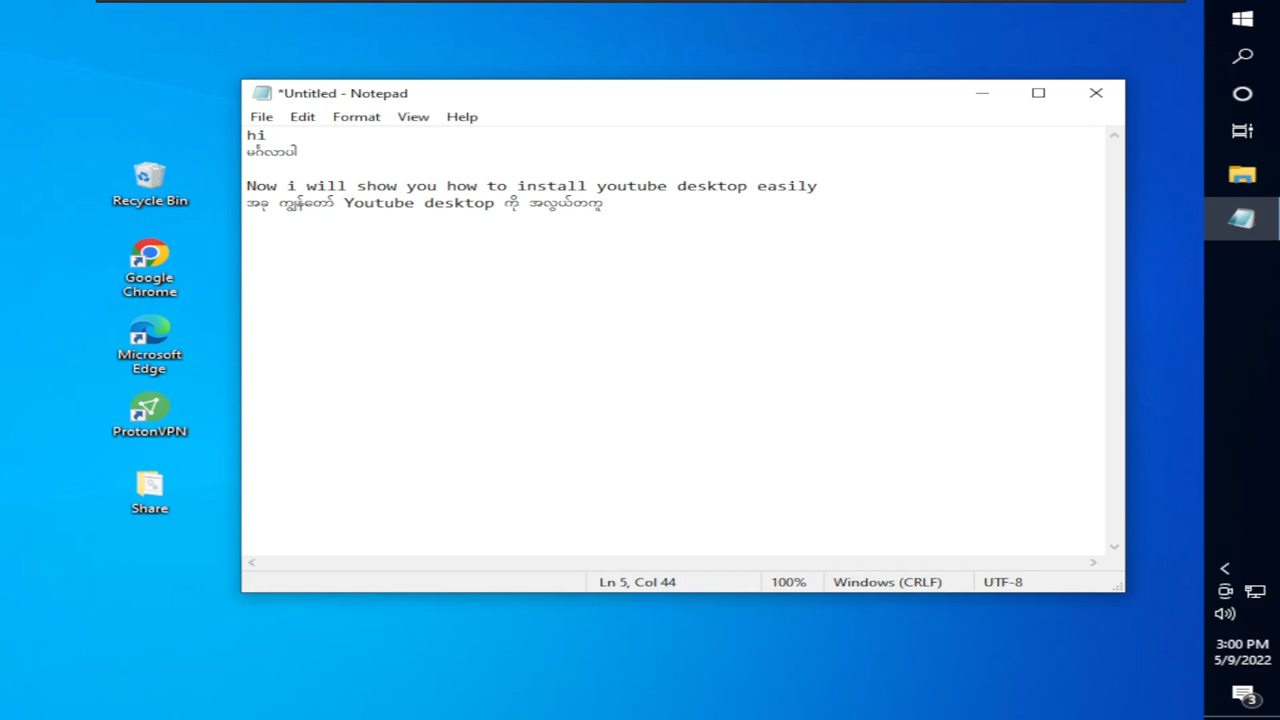 *Untitled - Notepad
File Edit Format View Help
hi
မင်္ဂလာပါ
Now i will show you how to install youtube desktop easily
အခု ကျွန်တော် Youtube desktop ကို အလွယ်တကူ
Recycle Bin
Google
Chrome
Microsoft
Edge
ProtonVPN
Share
Ln 5, Col 44 100% Windows (CRLF) UTF-8
3:00 PM
5/9/2022
3